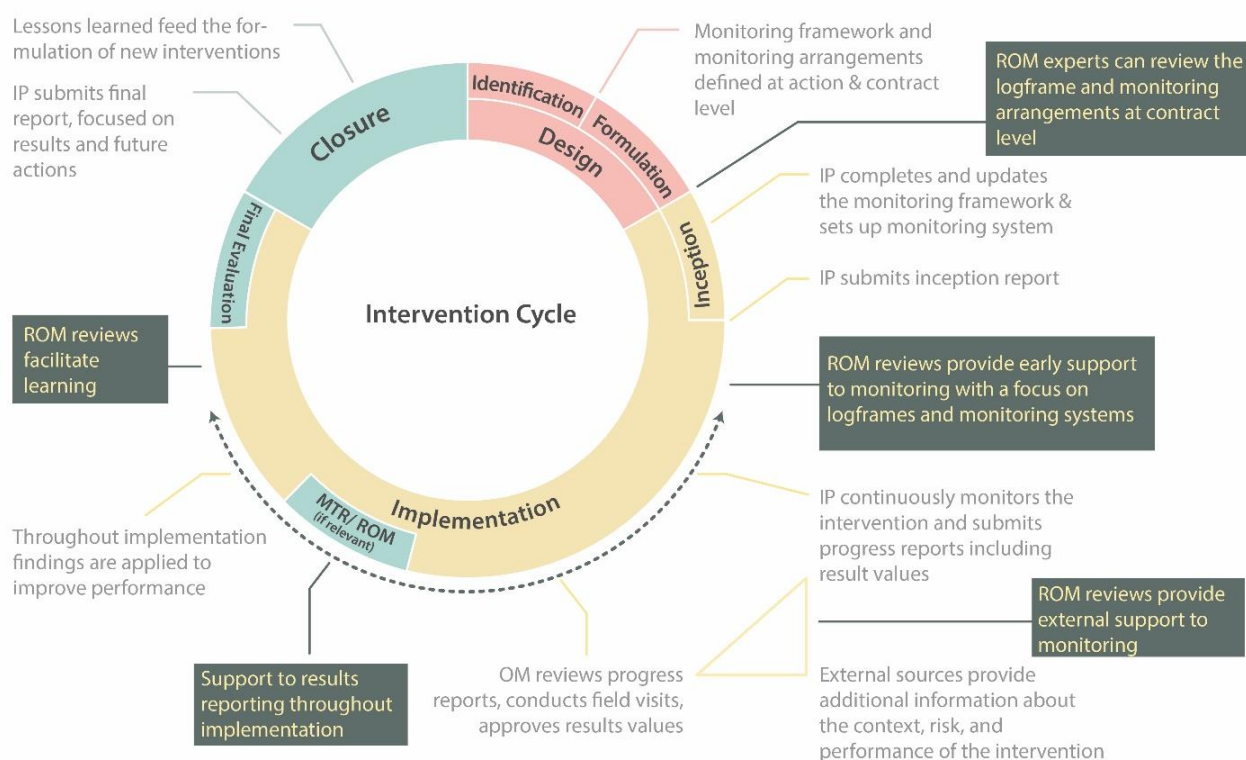 Lessons learned feed the for-
mulation of new interventions
IP submits final
report, focused on
results and future
actions
Monitoring framework and
monitoring arrangements
defined at action & contract
level
ROM experts can review the
logframe and monitoring
arrangements at contract
level
Closure
Identification
Formulation
Design
IP completes and updates
the monitoring framework &
sets up monitoring system
Inception
IP submits inception report
Final Evaluation
Intervention Cycle
ROM reviews
facilitate
learning
ROM reviews provide early support
to monitoring with a focus on
logframes and monitoring systems
Implementation
MTR/ ROM
(if relevant)
IP continuously monitors the
intervention and submits
progress reports including
result values
Throughout implementation
findings are applied to
improve performance
ROM reviews provide
external support to
monitoring
Support to results
reporting throughout
implementation
OM reviews progress
reports, conducts field visits,
approves results values
External sources provide
additional information about
the context, risk, and
performance of the intervention